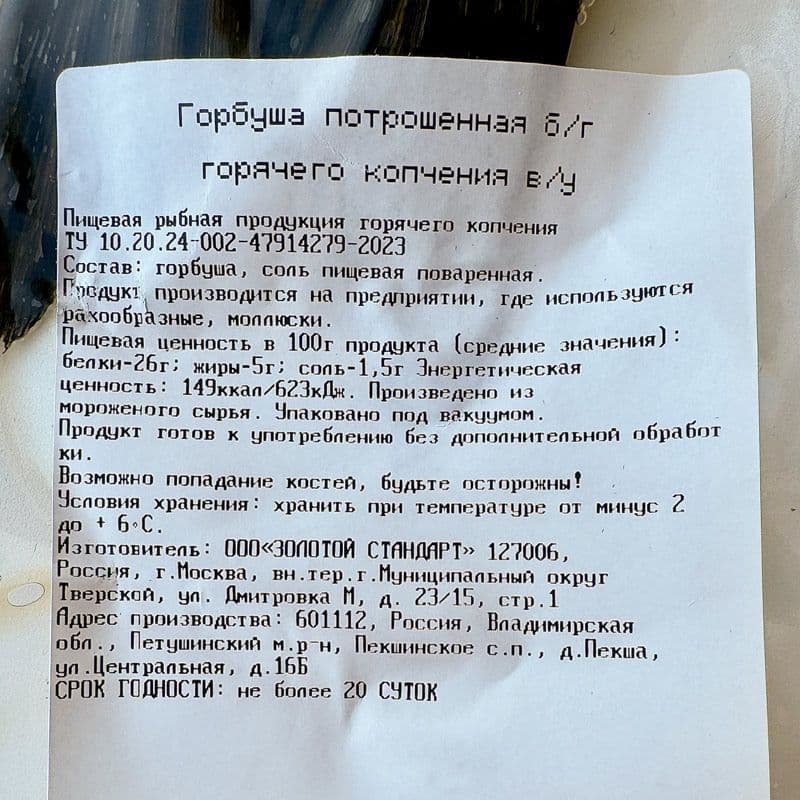 Горбуша потрошенная б/г
горячего копчения в/у
Пищевая рыбная продукция горячего копчения
ТУ 10.20.24-002-47914279-2023
Состав: горбуша, соль пищевая поваренная.
Продукт производится на предприятии, где используются
ракообразные, моллюски.
Пищевая ценность в 100г продукта (средние значения):
белки-26г; жиры-5г; соль-1,5г Энергетическая
ценность: 149ккал/623кДж. Произведено из
мороженого сырья. Упаковано под вакуумом.
Продукт готов к употреблению без дополнительной обработ
ки.
Возможно попадание костей, будьте осторожны!
Условия хранения: хранить при температуре от минус 2
до + 6°С.
Изготовитель: ООО«ЗОЛОТОЙ СТАНДАРТ» 127006,
Россия, г.Москва, вн.тер.г.Муниципальный округ
Тверской, ул. Дмитровка М, д. 23/15, стр.1
Адрес производства: 601112, Россия, Владимирская
обл., Петушинский м.р-н, Пекшинское с.п., д.Пекша,
ул.Центральная, д.16Б
СРОК ГОДНОСТИ: не более 20 СУТОК